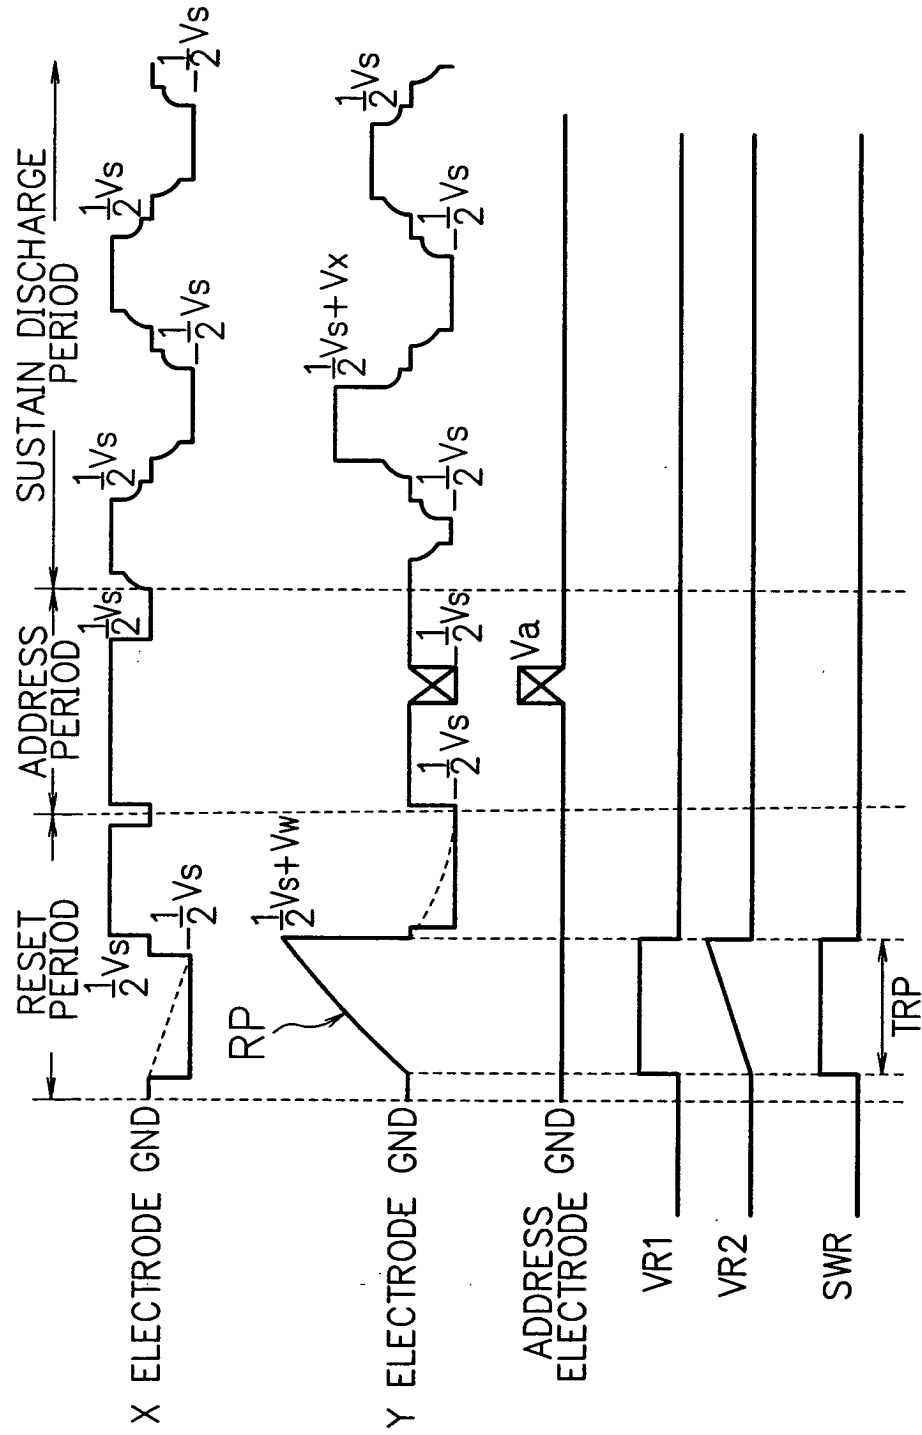 RESET
PERIOD
ADDRESS
PERIOD
SUSTAIN DISCHARGE
PERIOD
X ELECTRODE GND
1/2Vs
-1/2Vs
1/2Vs
1/2Vs
-1/2Vs
1/2Vs
-1/2Vs
Y ELECTRODE GND
RP
1/2Vs+Vw
-1/2Vs
-1/2Vs
-1/2Vs
1/2Vs+Vx
-1/2Vs
1/2Vs
ADDRESS
ELECTRODE GND
Va
VR1
VR2
SWR
TRP